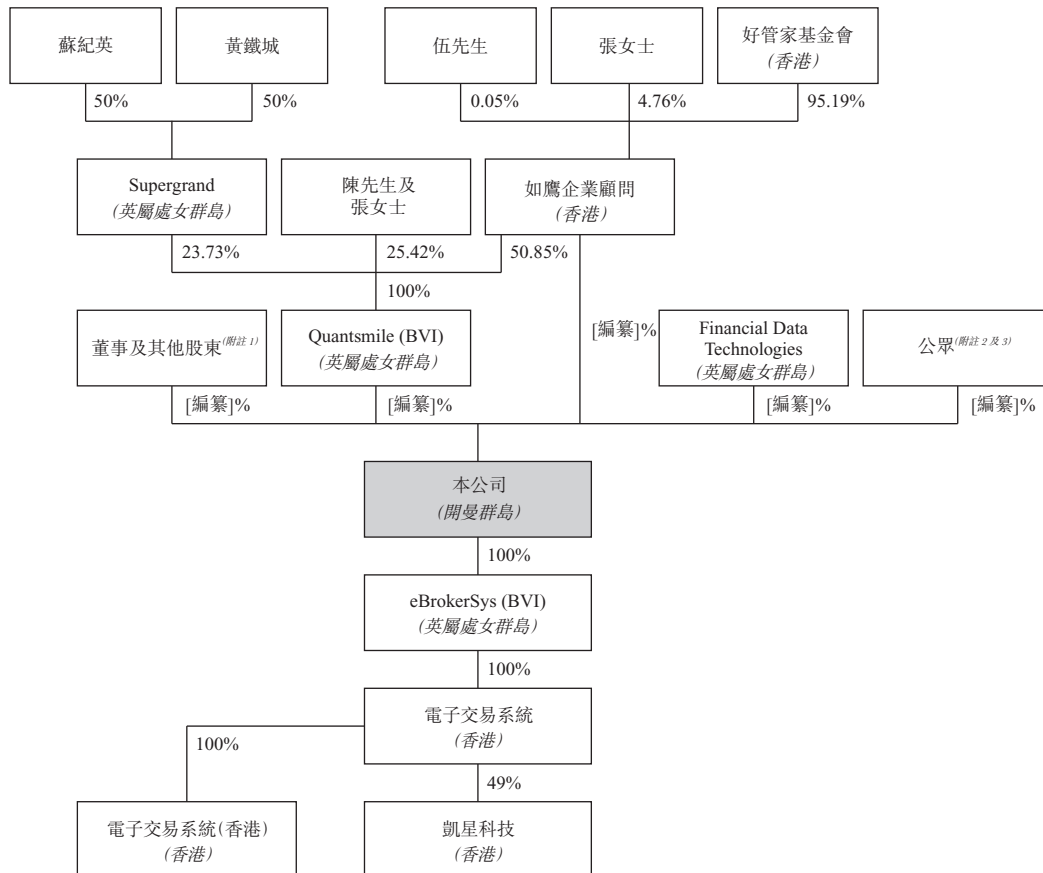 蘇紀英
黃鐵城
伍先生
張女士
好管家基金會
(香港)
50%
50%
0.05%
4.76%
95.19%
Supergrand
(英屬處女群島)
陳先生及
張女士
如鷹企業顧問
(香港)
23.73%
25.42%
50.85%
100%
[編纂]%
董事及其他股東(附註 1)
Quantsmile (BVI)
(英屬處女群島)
Financial Data
Technologies
(英屬處女群島)
公眾(附註 2 及 3)
[編纂]%
[編纂]%
[編纂]%
[編纂]%
本公司
(開曼群島)
100%
eBrokerSys (BVI)
(英屬處女群島)
100%
電子交易系統
(香港)
100%
49%
電子交易系統(香港)
(香港)
凱星科技
(香港)